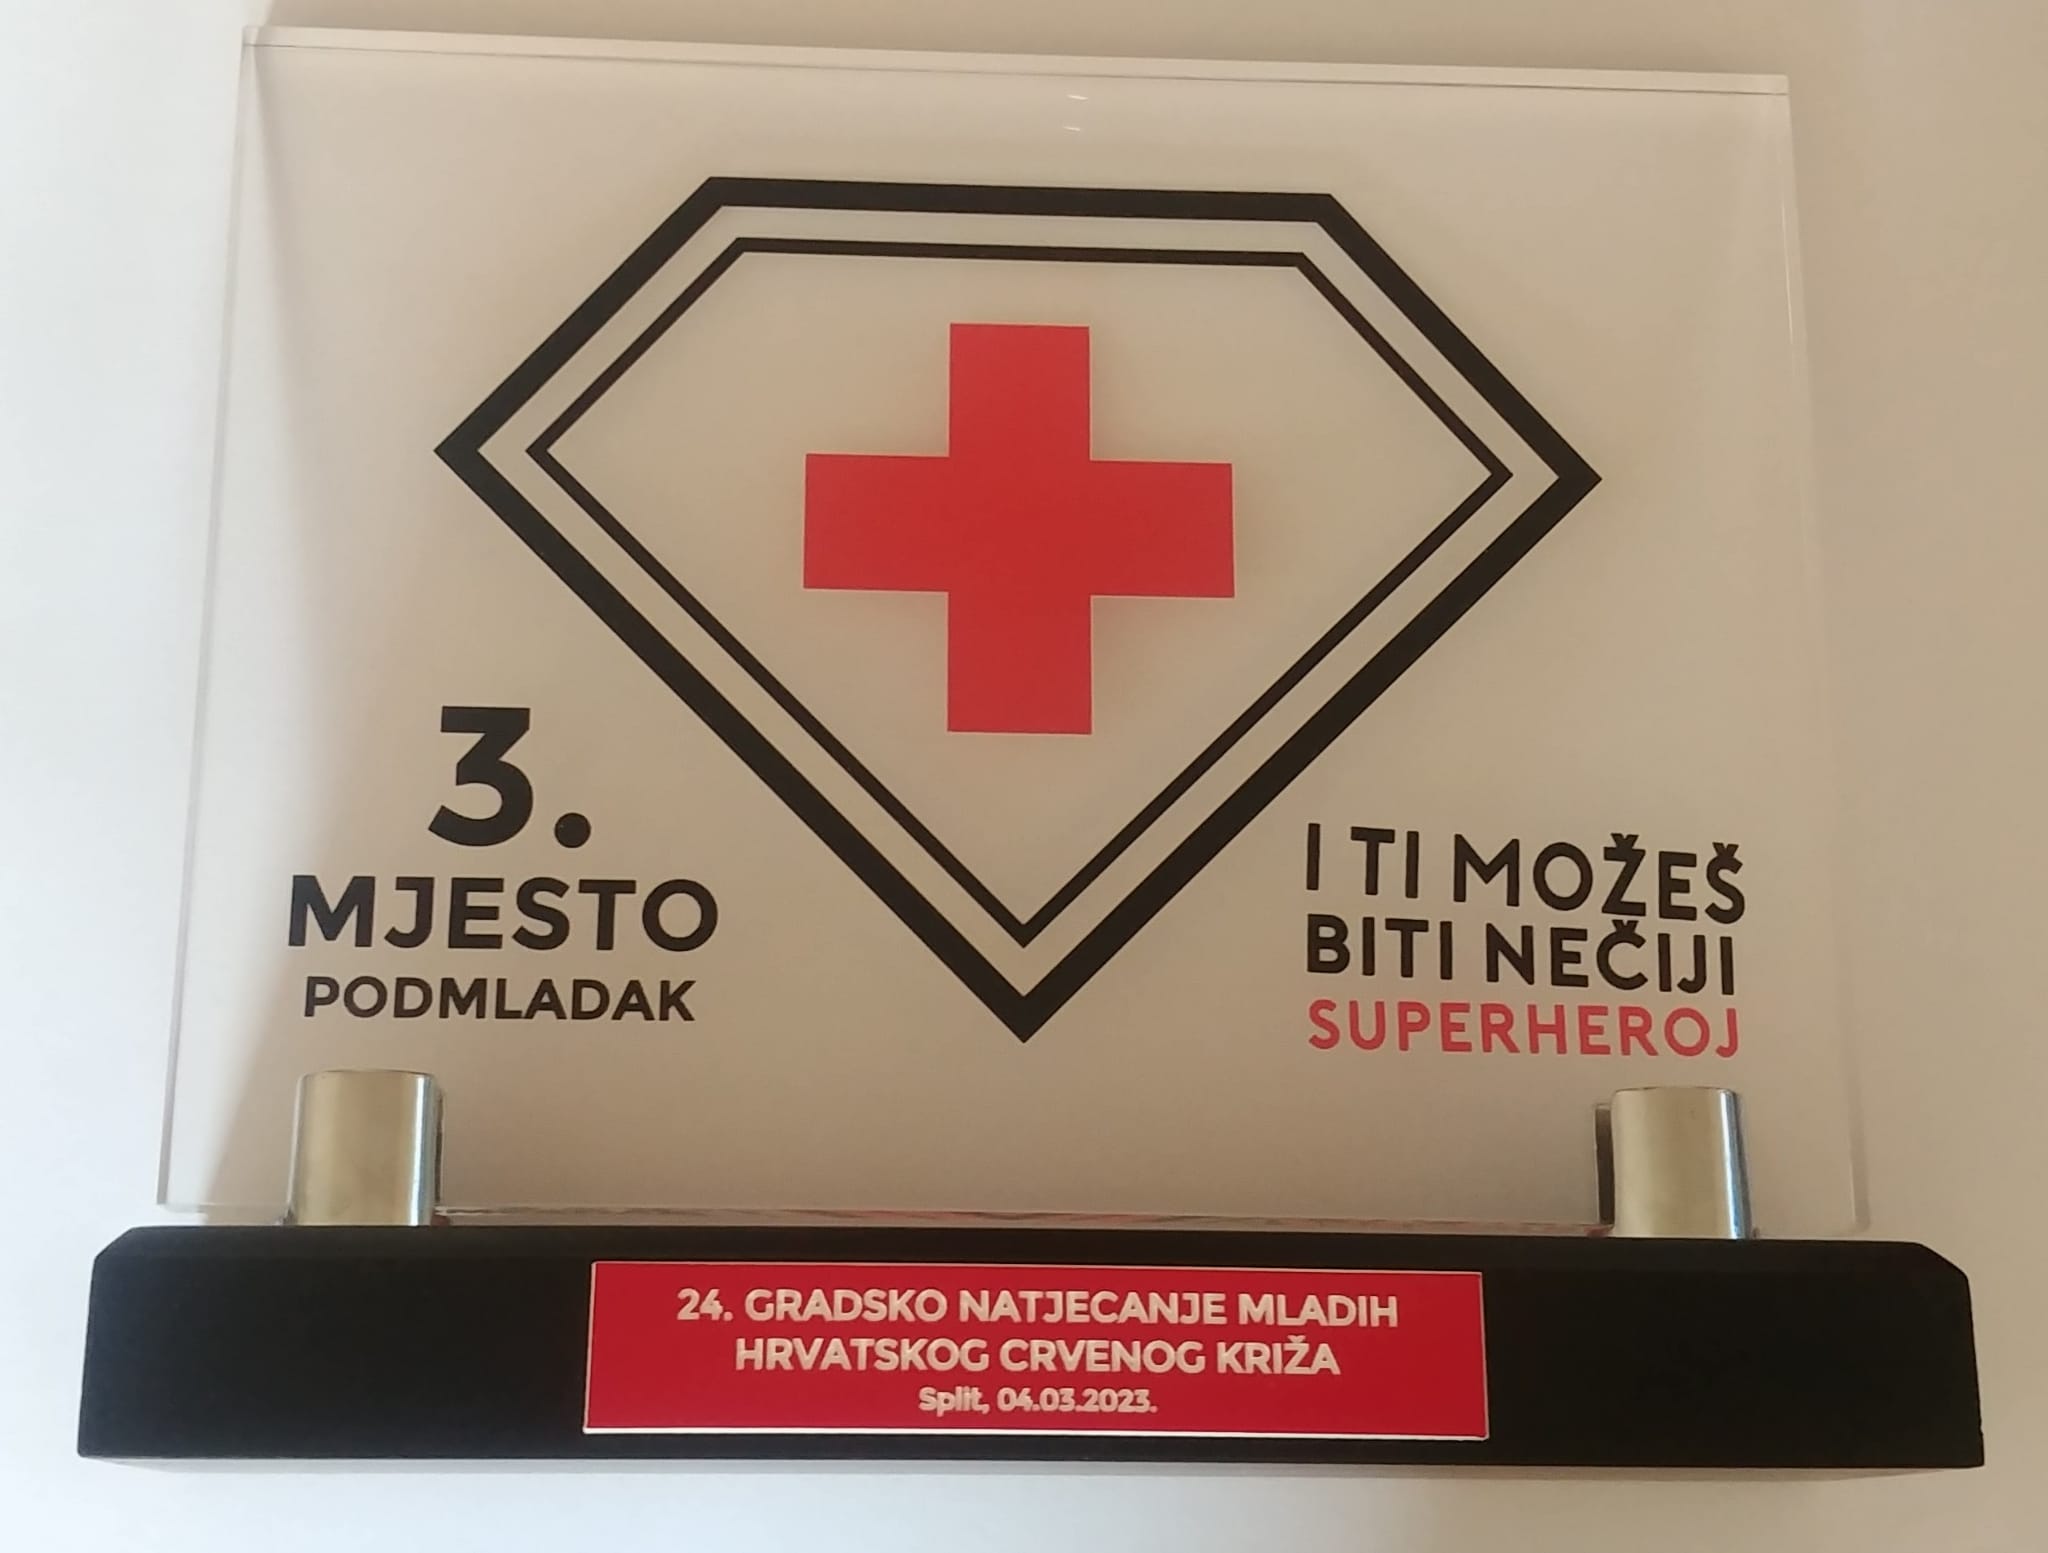 3.
MJESTO
PODMLADAK
I TI MOŽEŠ
BITI NEČIJI
SUPERHEROJ
24. GRADSKO NATJECANJE MLADIH
HRVATSKOG CRVENOG KRIŽA
Split, 04.03.2023.